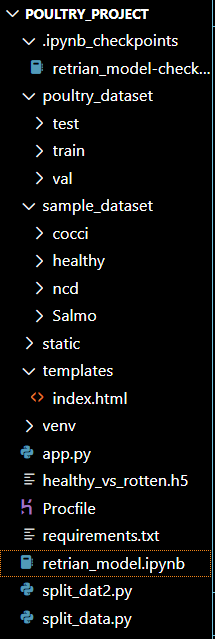 POULTRY_PROJECT
.ipynb_checkpoints
retrian_model-check...
poultry_dataset
test
train
val
sample_dataset
cocci
healthy
ncd
Salmo
static
templates
<> index.html
venv
app.py
healthy_vs_rotten.h5
Procfile
requirements.txt
retrian_model.ipynb
split_dat2.py
split_data.py